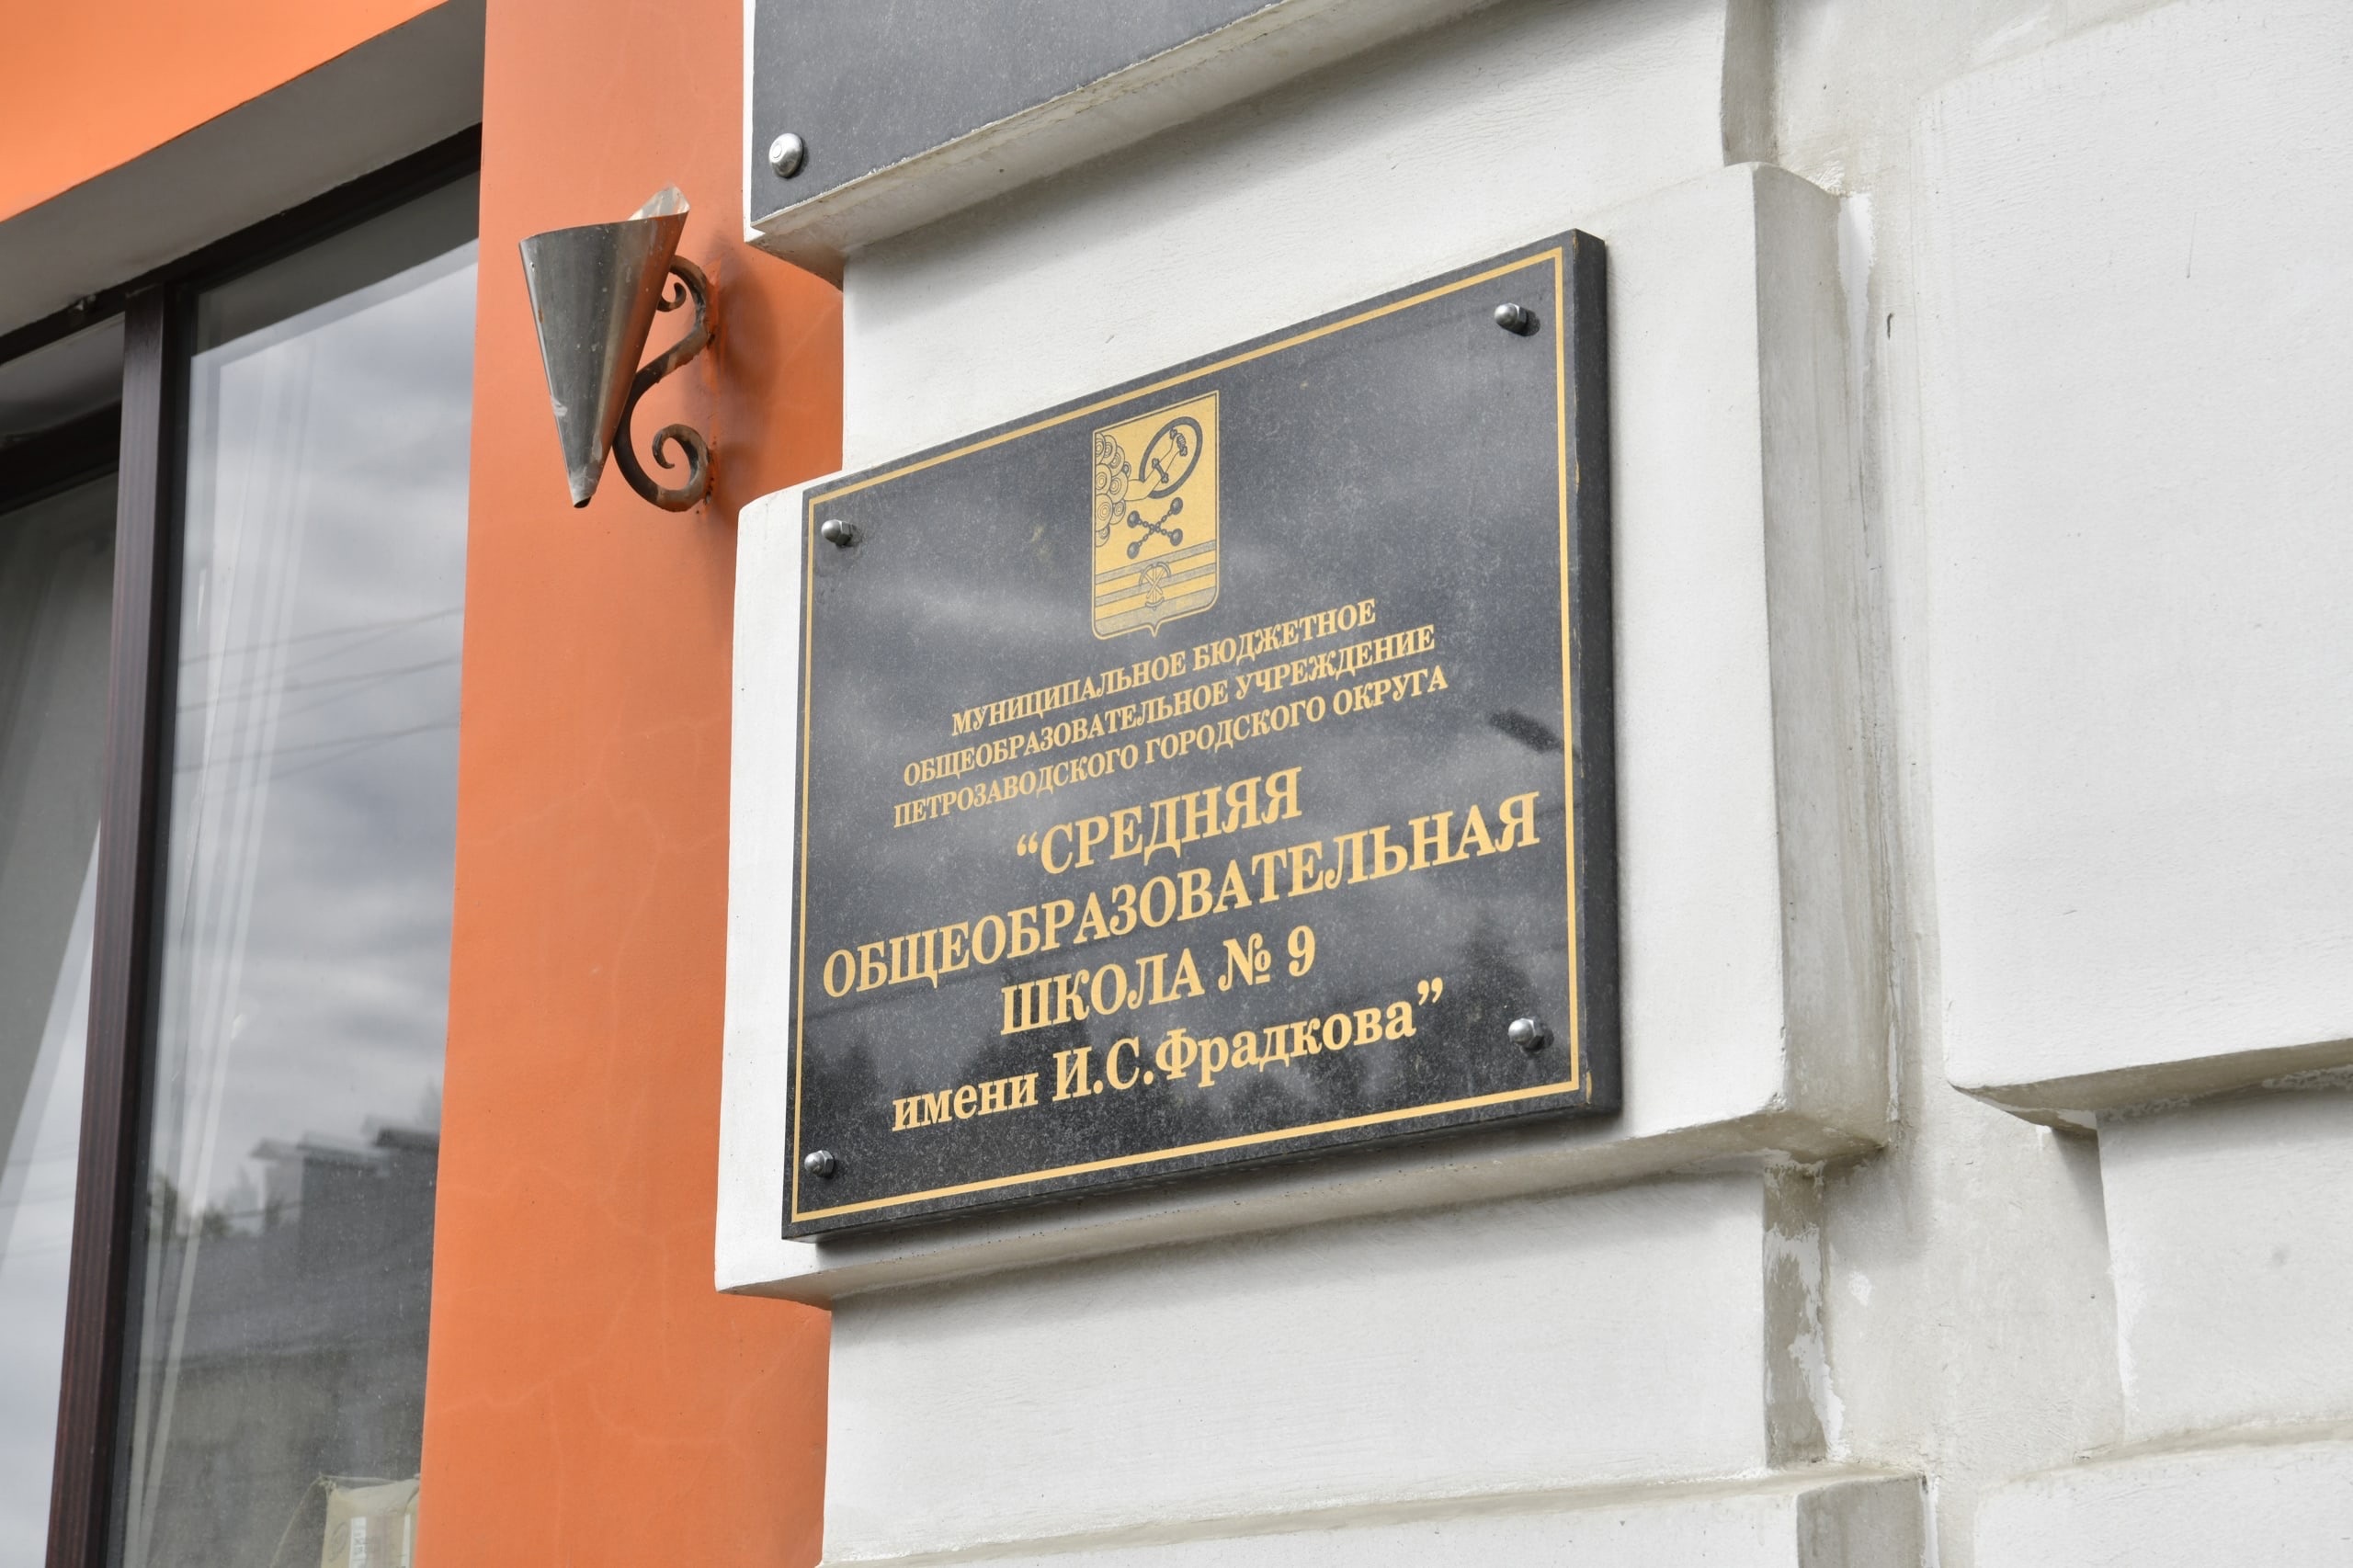 МУНИЦИПАЛЬНОЕ БЮДЖЕТНОЕ
ОБЩЕОБРАЗОВАТЕЛЬНОЕ УЧРЕЖДЕНИЕ
ПЕТРОЗАВОДСКОГО ГОРОДСКОГО ОКРУГА
“СРЕДНЯЯ
ОБЩЕОБРАЗОВАТЕЛЬНАЯ
ШКОЛА № 9
имени И.С.Фрадкова”